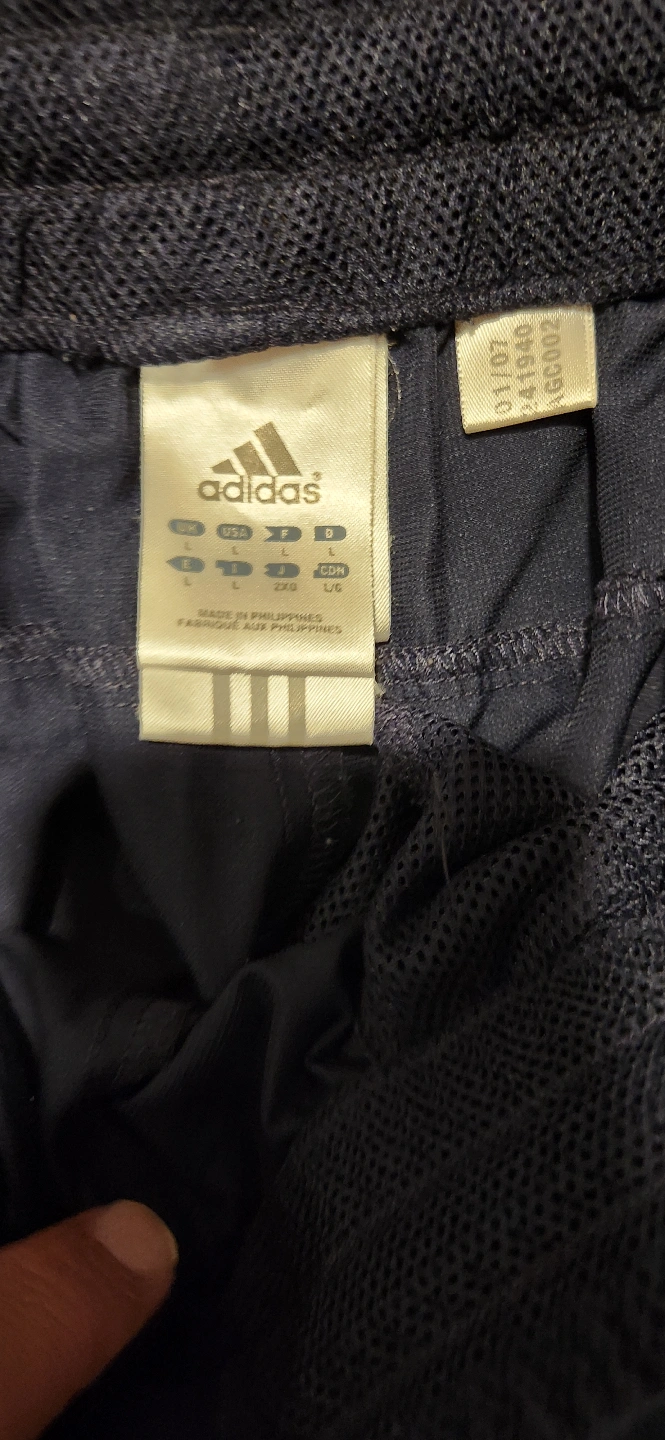 adidas®
UK USA F D
L L L L
E I J CDN
L L 2XO L/G
MADE IN PHILIPPINES
FABRIQUÉ AUX PHILIPPINES
01/07
241940
AGC002